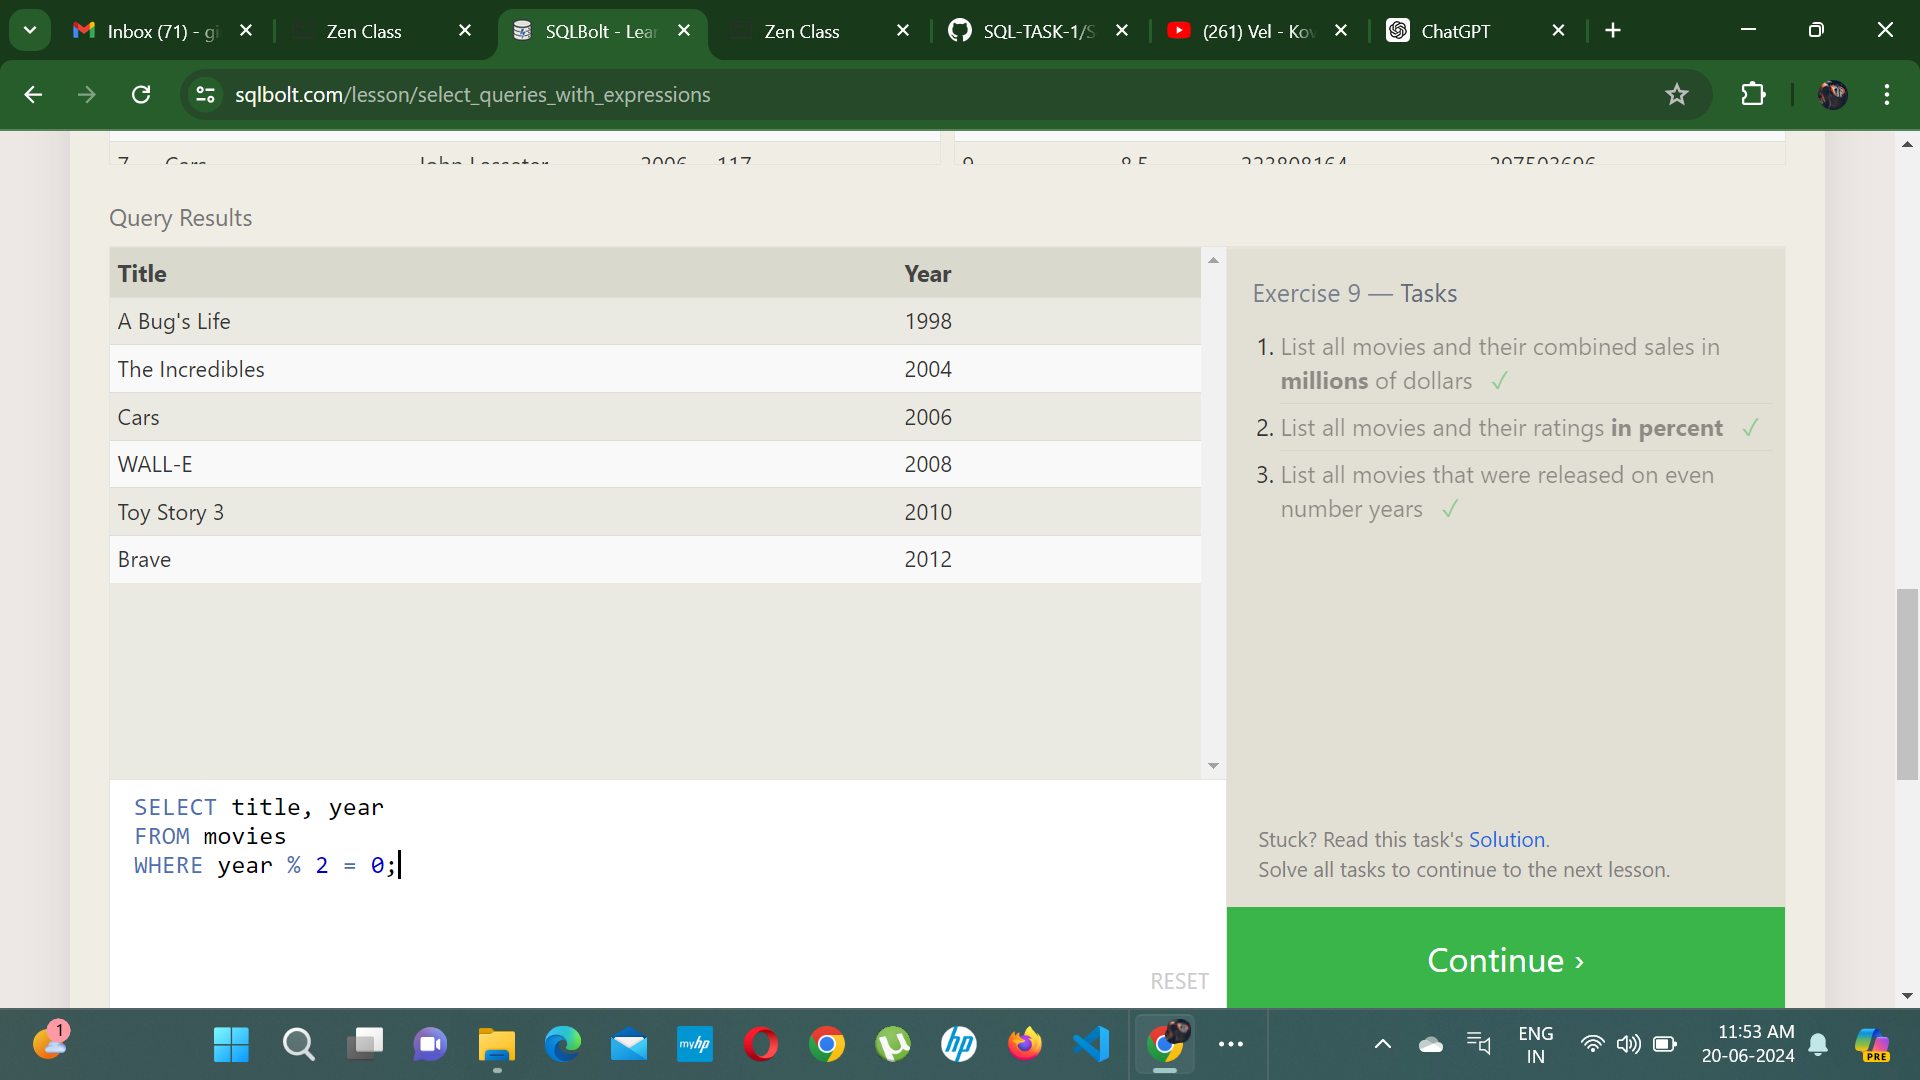 Inbox (71) - gi
Zen Class
SQLBolt - Lear
Zen Class
SQL-TASK-1/S
(261) Vel - Kov
ChatGPT
sqlbolt.com/lesson/select_queries_with_expressions
7 Cars John Lasseter 2006 117
9 8.5 223808164 297503696
Query Results
Title Year
A Bug's Life 1998
The Incredibles 2004
Cars 2006
WALL-E 2008
Toy Story 3 2010
Brave 2012
Exercise 9 — Tasks
1. List all movies and their combined sales in
millions of dollars ✓
2. List all movies and their ratings in percent ✓
3. List all movies that were released on even
number years ✓
SELECT title, year
FROM movies
WHERE year % 2 = 0;
RESET
Stuck? Read this task's Solution.
Solve all tasks to continue to the next lesson.
Continue ›
1
myhp
hp
ENG
IN
11:53 AM
20-06-2024
PRE